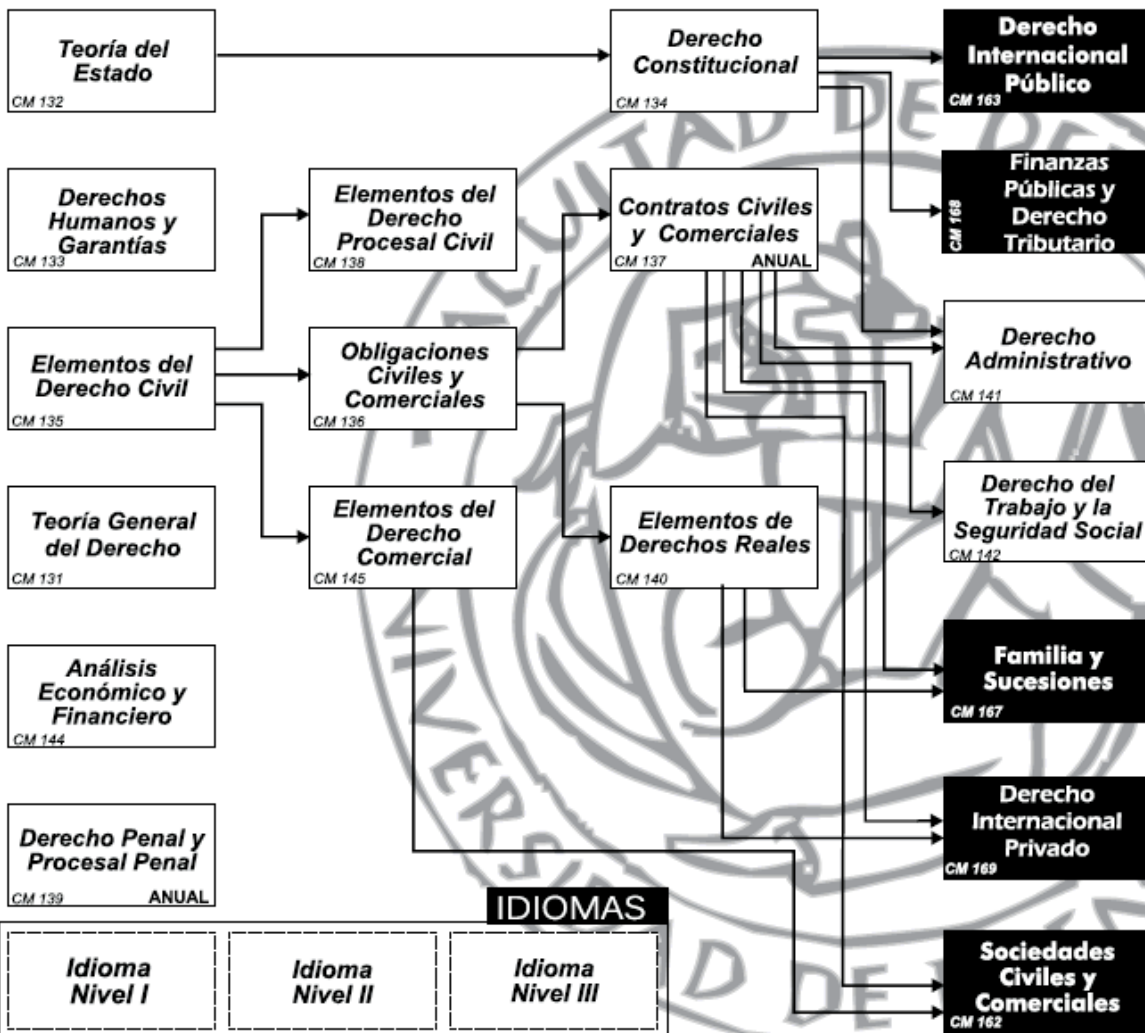 Teoría del
Estado
CM 132
Derecho
Constitucional
CM 134
Derecho
Internacional
Público
CM 163
Derechos
Humanos y
Garantías
CM 133
Elementos del
Derecho
Procesal Civil
CM 138
Contratos Civiles
y Comerciales
CM 137 ANUAL
Finanzas
Públicas y
Derecho
Tributario
CM 168
Elementos del
Derecho Civil
CM 135
Obligaciones
Civiles y
Comerciales
CM 136
Derecho
Administrativo
CM 141
Teoría General
del Derecho
CM 131
Elementos del
Derecho
Comercial
CM 145
Elementos de
Derechos Reales
CM 140
Derecho del
Trabajo y la
Seguridad Social
CM 142
Análisis
Económico y
Financiero
CM 144
Familia y
Sucesiones
CM 167
Derecho Penal y
Procesal Penal
CM 139 ANUAL
Derecho
Internacional
Privado
CM 169
IDIOMAS
Idioma
Nivel I
Idioma
Nivel II
Idioma
Nivel III
Sociedades
Civiles y
Comerciales
CM 162